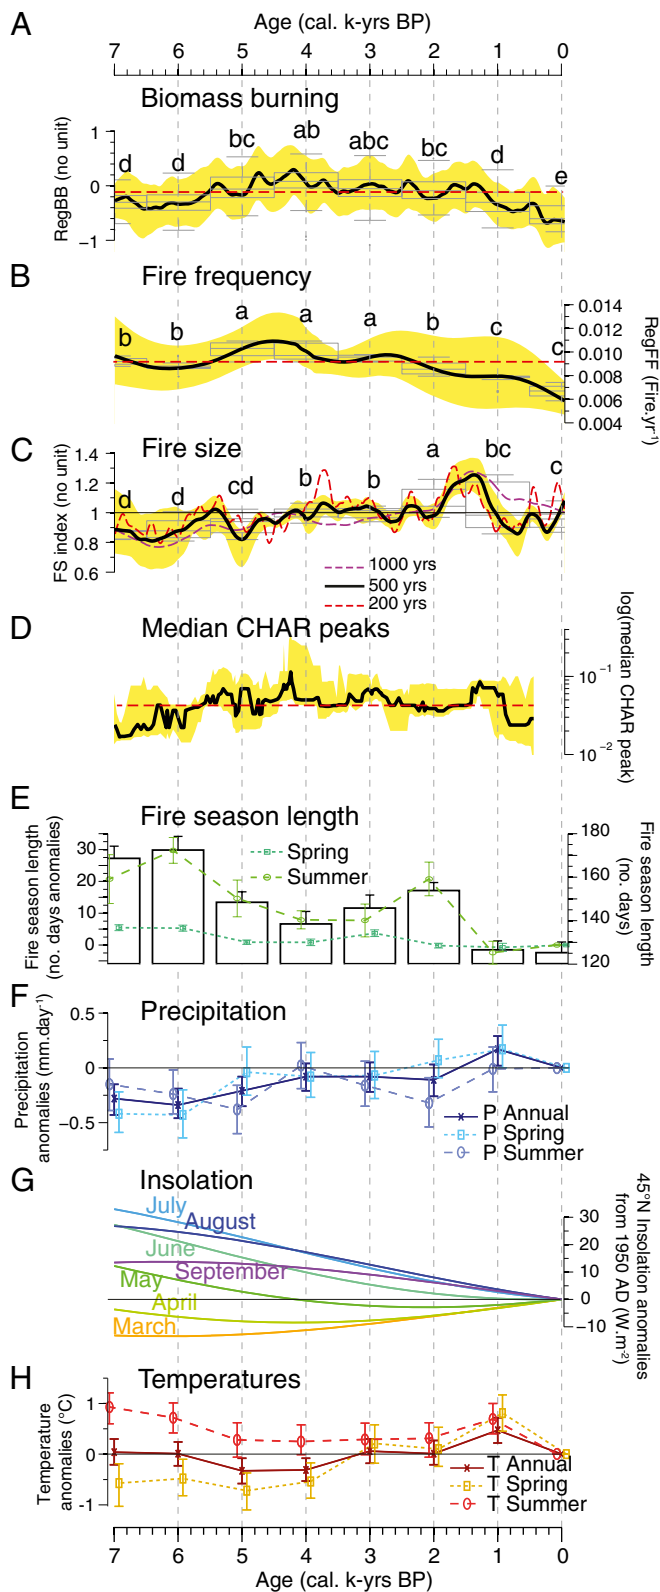 A
Age (cal. k-yrs BP)
7 6 5 4 3 2 1 0
Biomass burning
RegBB (no unit)
1
0
−1
d d bc ab abc bc d e
B
Fire frequency
b b a a a b c c
0.014
0.012
0.010
0.008
0.006
0.004
RegFF (Fire.yr⁻¹)
C
Fire size
FS index (no unit)
1.4
1.2
1
0.8
0.6
d d cd b b a bc c
1000 yrs
500 yrs
200 yrs
D
Median CHAR peaks
10⁻¹
10⁻²
log(median CHAR peak)
E
Fire season length
Fire season length
(no. days anomalies)
30
20
10
0
Spring
Summer
180
160
140
120
Fire season length
(no. days)
F
Precipitation
Precipitation
anomalies (mm.day⁻¹)
0.5
0
−0.5
P Annual
P Spring
P Summer
G
Insolation
July
August
June
September
May
April
March
30
20
10
0
−10
45°N Insolation anomalies
from 1950 AD (W.m⁻²)
H
Temperatures
Temperature
anomalies (°C)
1
0
-1
T Annual
T Spring
T Summer
7 6 5 4 3 2 1 0
Age (cal. k-yrs BP)